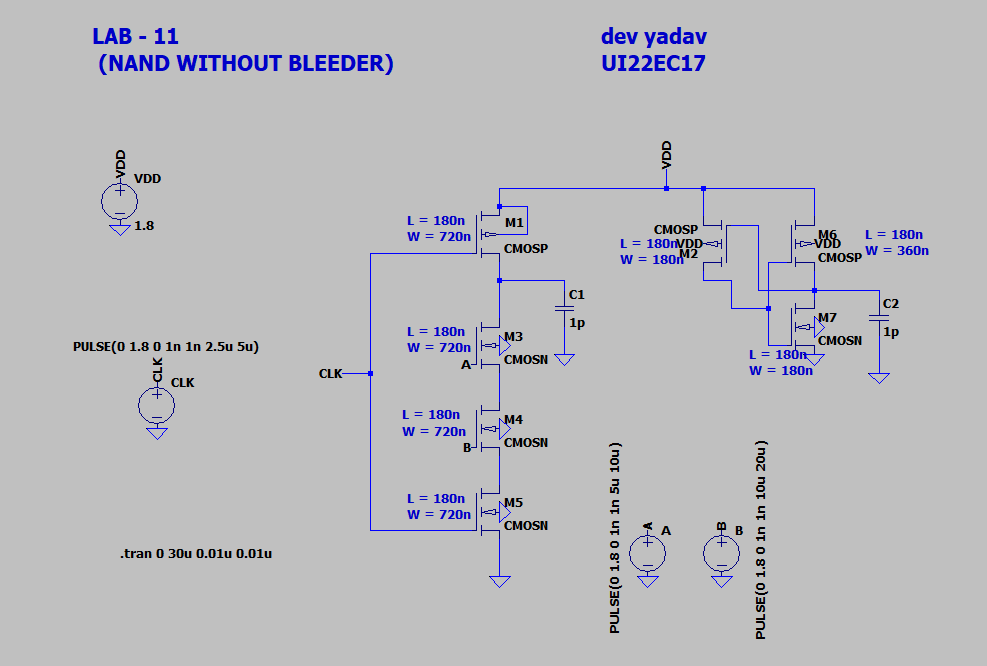 LAB - 11
(NAND WITHOUT BLEEDER)
dev yadav
UI22EC17
VDD
VDD
1.8
PULSE(0 1.8 0 1n 1n 2.5u 5u)
CLK
CLK
.tran 0 30u 0.01u 0.01u
CLK
L = 180n
W = 720n
M1
CMOSP
C1
1p
L = 180n
W = 720n
M3
CMOSN
A
L = 180n
W = 720n
M4
CMOSN
B
L = 180n
W = 720n
M5
CMOSN
VDD
CMOSP
L = 180n
W = 180n
VDD
M2
M6
VDD
CMOSP
L = 180n
W = 360n
M7
CMOSN
L = 180n
W = 180n
C2
1p
PULSE(0 1.8 0 1n 1n 5u 10u)
A
A
B
B
PULSE(0 1.8 0 1n 1n 10u 20u)